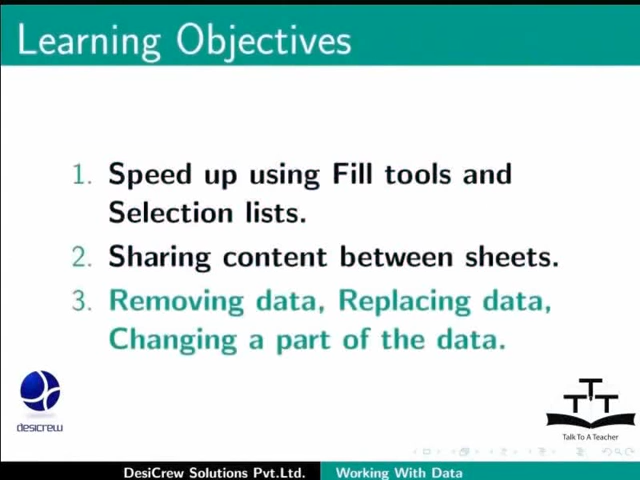 Learning Objectives
1. Speed up using Fill tools and
Selection lists.
2. Sharing content between sheets.
3. Removing data, Replacing data,
Changing a part of the data.
desicrew
TTT
Talk To A Teacher
DesiCrew Solutions Pvt.Ltd. Working With Data